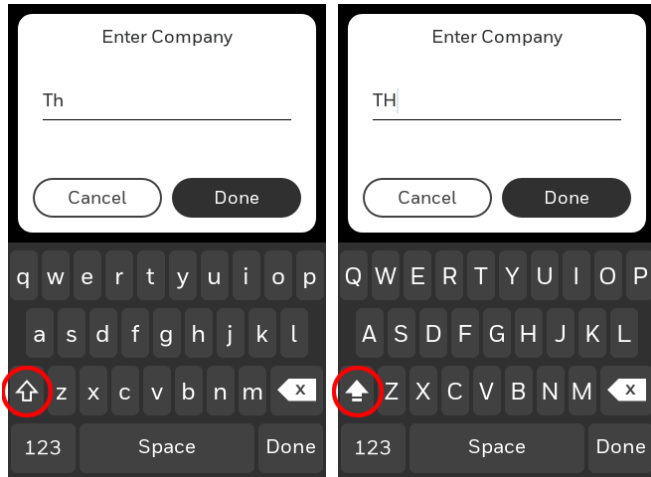 Enter Company
Th
Cancel Done
q w e r t y u i o p
a s d f g h j k l
z x c v b n m x
123 Space Done
Enter Company
TH
Cancel Done
Q W E R T Y U I O P
A S D F G H J K L
Z X C V B N M x
123 Space Done